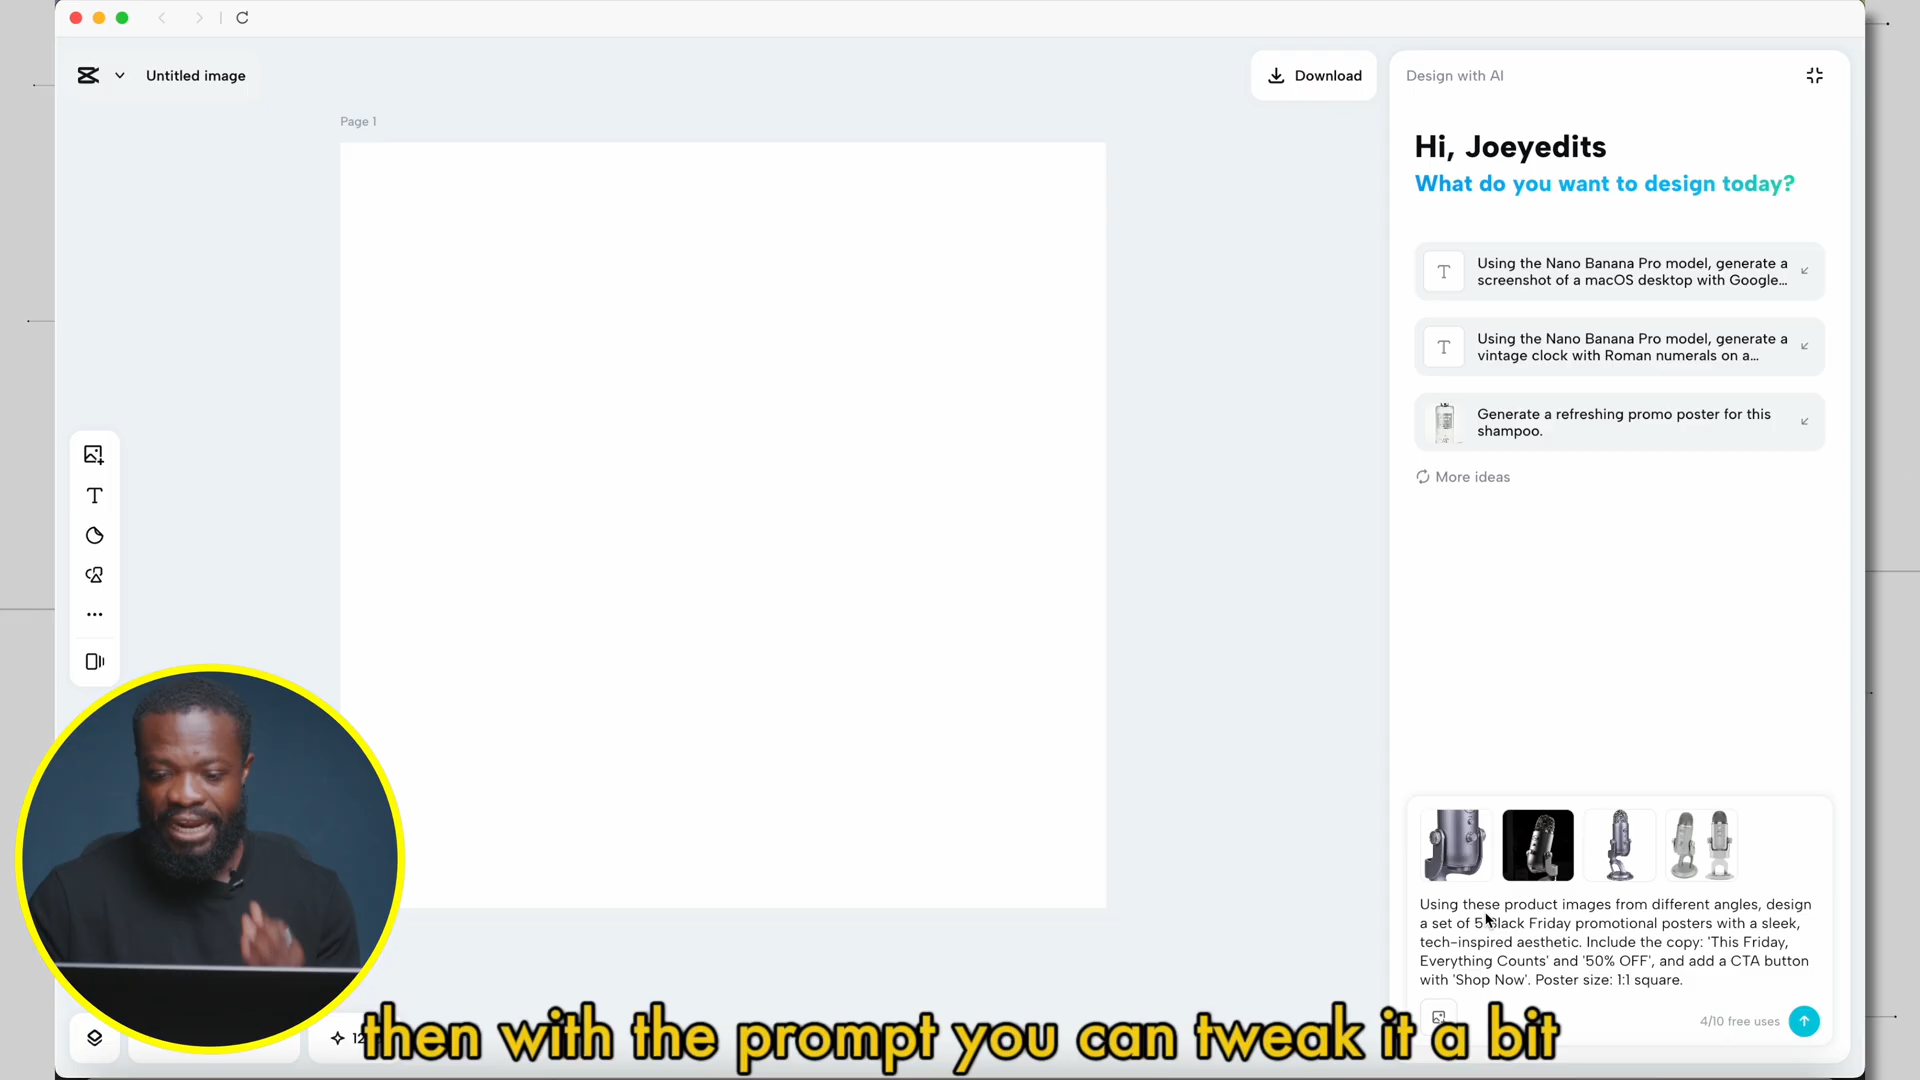 Untitled image
Download
Design with AI
Page 1
Hi, Joeyedits
What do you want to design today?
Using the Nano Banana Pro model, generate a
screenshot of a macOS desktop with Google...
Using the Nano Banana Pro model, generate a
vintage clock with Roman numerals on a...
Generate a refreshing promo poster for this
shampoo.
More ideas
Using these product images from different angles, design
a set of 5 Black Friday promotional posters with a sleek,
tech-inspired aesthetic. Include the copy: 'This Friday,
Everything Counts' and '50% OFF', and add a CTA button
with 'Shop Now'. Poster size: 1:1 square.
4/10 free uses
then with the prompt you can tweak it a bit